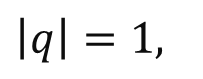 |q| = 1,